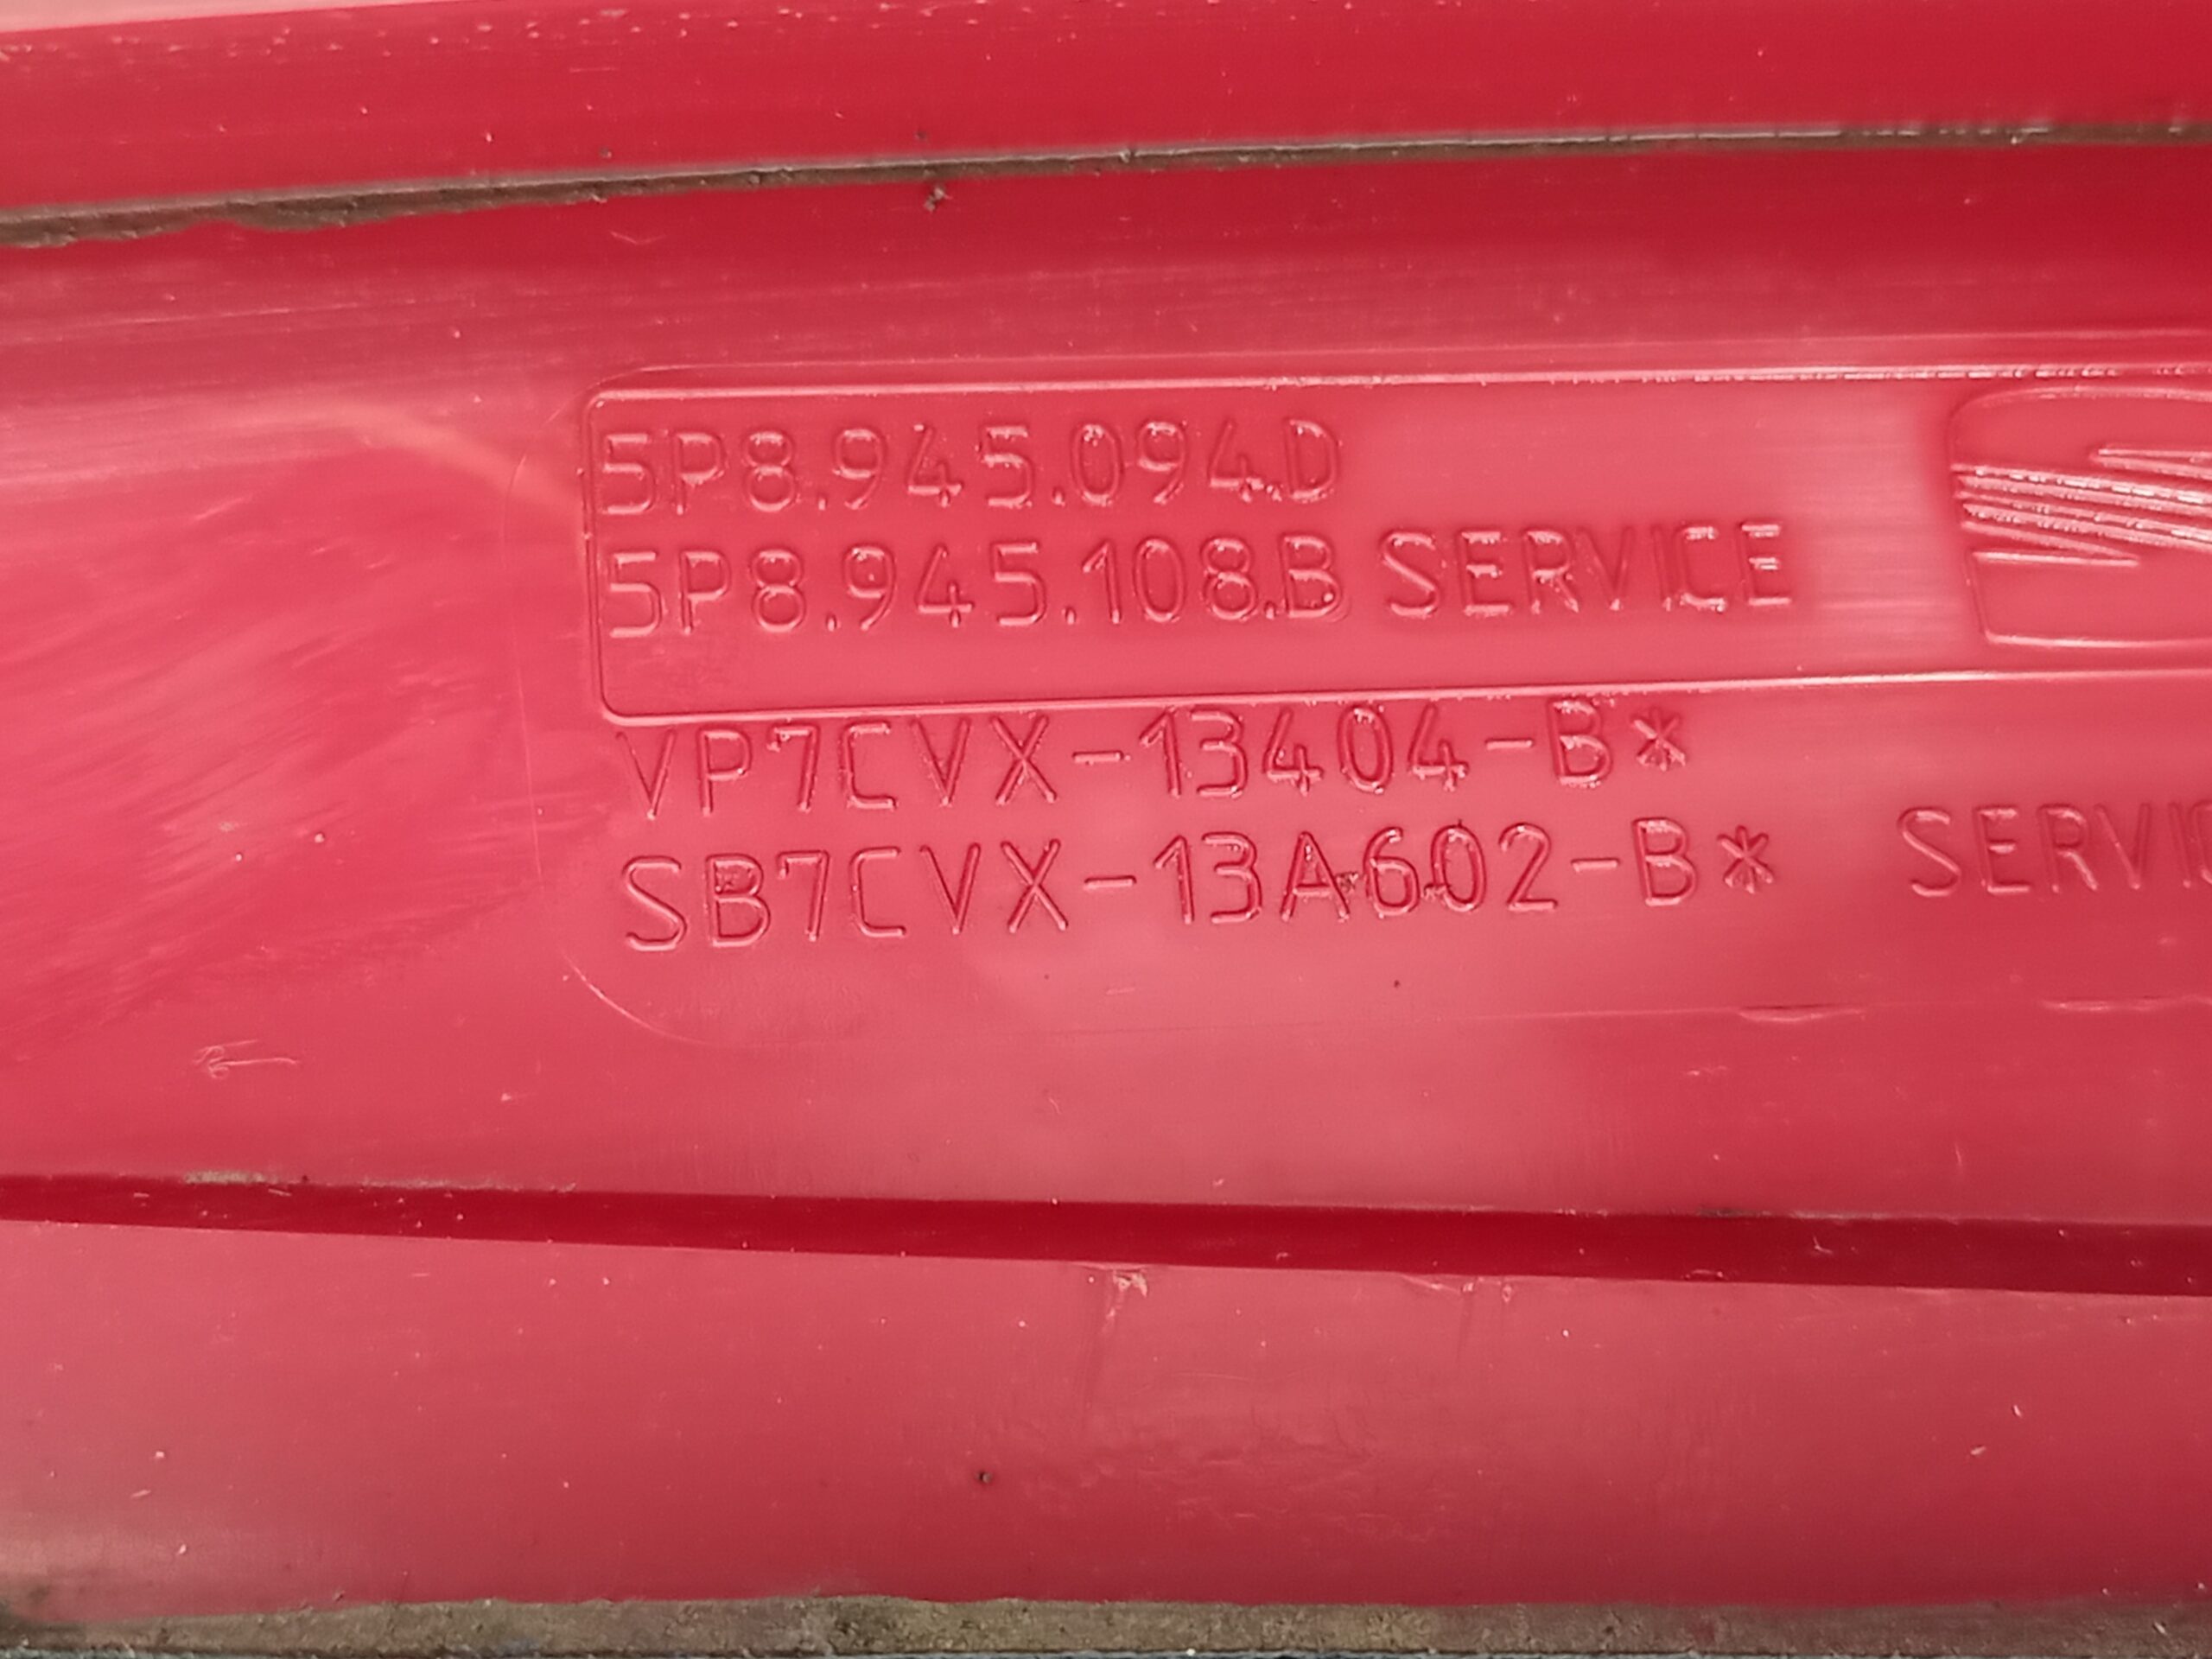 5P8.945.094.D
5P8.945.108.B SERVICE
VP7CVX-13404-B*
SB7CVX-13A602-B*